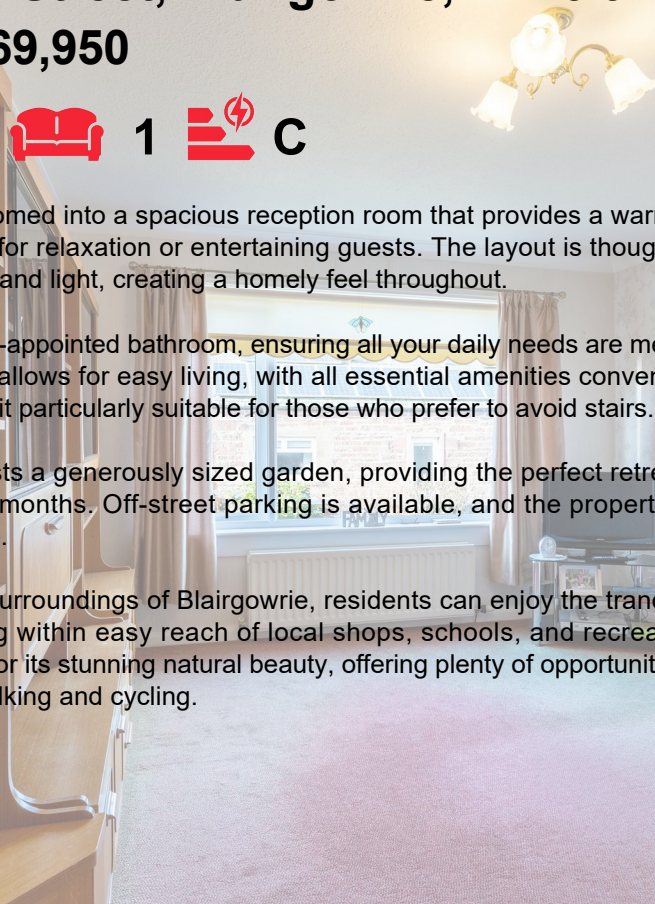 69,950
1 C
omed into a spacious reception room that provides a war
for relaxation or entertaining guests. The layout is thoug
and light, creating a homely feel throughout.
-appointed bathroom, ensuring all your daily needs are m
allows for easy living, with all essential amenities conver
it particularly suitable for those who prefer to avoid stairs.
sts a generously sized garden, providing the perfect retre
months. Off-street parking is available, and the propert
.
urroundings of Blairgowrie, residents can enjoy the tran
g within easy reach of local shops, schools, and recrea
or its stunning natural beauty, offering plenty of opportunit
lking and cycling.
FAMILY